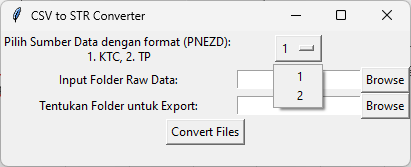 CSV to STR Converter
Pilih Sumber Data dengan format (PNEZD):
1. KTC, 2. TP
1
1
2
Input Folder Raw Data:
Browse
Tentukan Folder untuk Export:
Browse
Convert Files